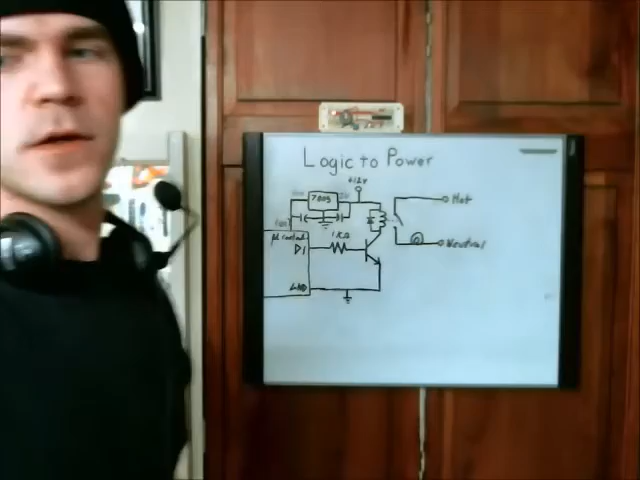 Logic to Power
+12v
7805
Hot
1KΩ
µ control
D1
Neutral
GND